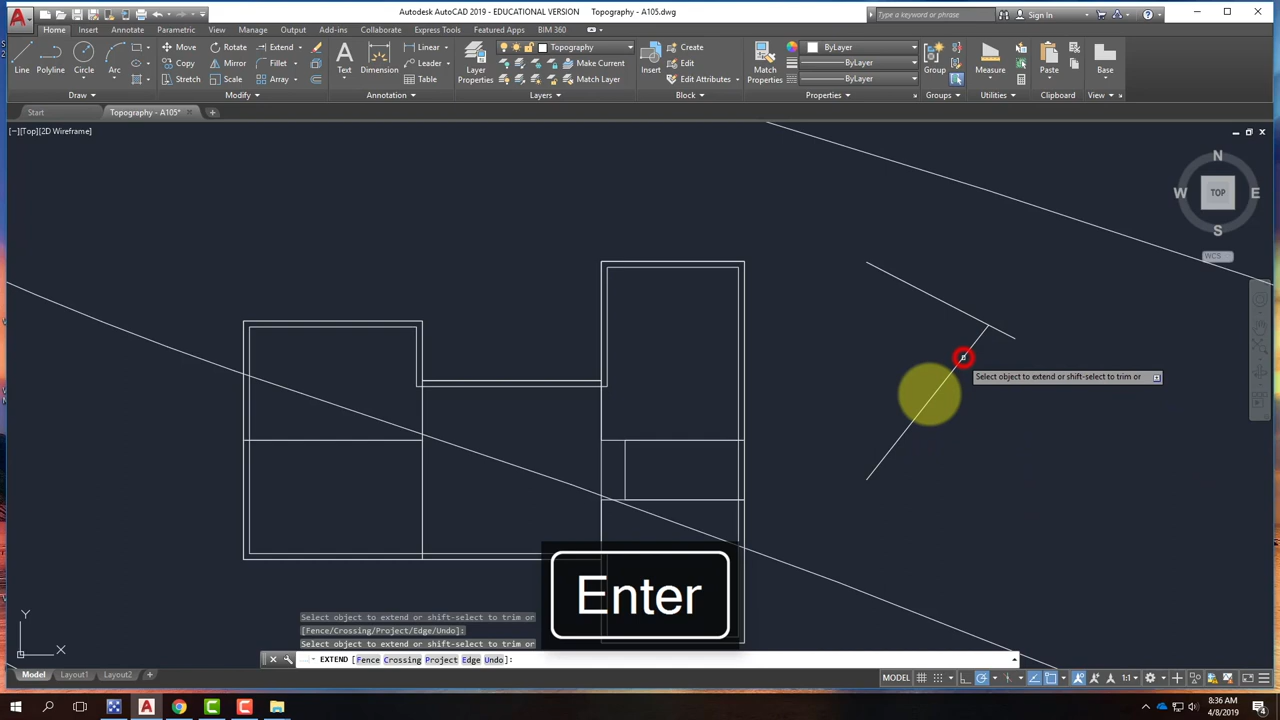 Autodesk AutoCAD 2019 - EDUCATIONAL VERSION Topography - A105.dwg
Type a keyword or phrase
Sign In
Home Insert Annotate Parametric View Manage Output Add-ins Collaborate Express Tools Featured Apps BIM 360
Move Rotate Extend
Linear
Topography
Create
ByLayer
Copy Mirror Fillet
Leader
Make Current
Edit
ByLayer
Line Polyline Circle Arc
Text Dimension
Layer Properties
Insert
Match Properties
Group Measure Paste Base
Stretch Scale Array
Table
Match Layer
Edit Attributes
ByLayer
Draw Modify Annotation Layers Block Properties Groups Utilities Clipboard View
Start Topography - A105*
[−][Top][2D Wireframe]
N
W TOP E
S
WCS
Select object to extend or shift-select to trim or
Enter
Y
X
Select object to extend or shift-select to trim or
[Fence/Crossing/Project/Edge/Undo]:
Select object to extend or shift-select to trim or
EXTEND [Fence Crossing Project Edge Undo]:
Model Layout1 Layout2
MODEL 1:1
8:36 AM
4/8/2019